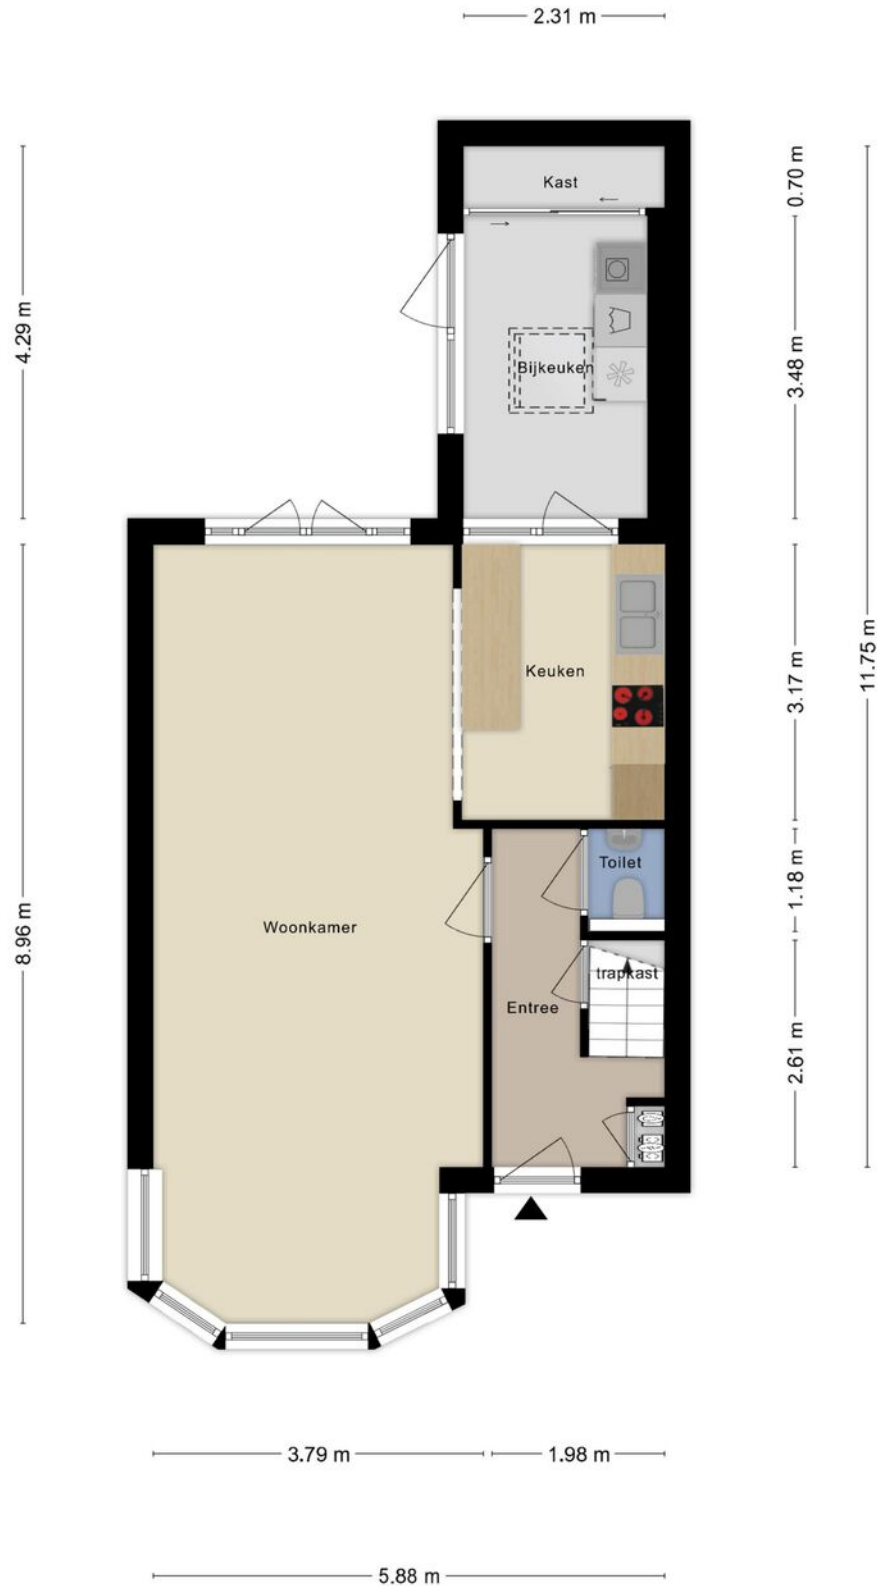 2.31 m
Kast
0.70 m
4.29 m
3.48 m
Bijkeuken
Keuken
3.17 m
11.75 m
Toilet
1.18 m
8.96 m
Woonkamer
trapkast
Entree
2.61 m
3.79 m
1.98 m
5.88 m